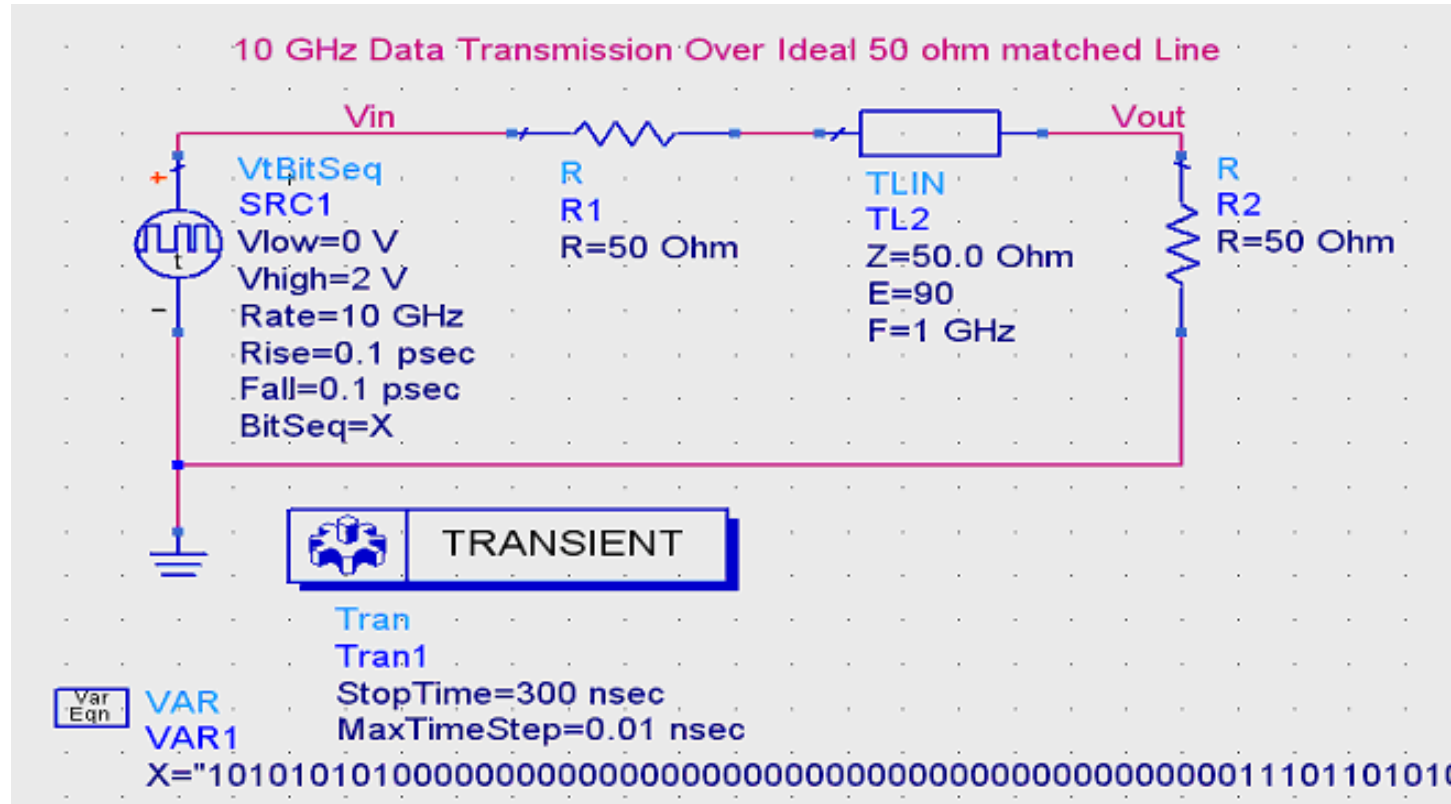 10 GHz Data Transmission Over Ideal 50 ohm matched Line
Vin
Vout
+
VtBitSeq
SRC1
Vlow=0 V
Vhigh=2 V
Rate=10 GHz
Rise=0.1 psec
Fall=0.1 psec
BitSeq=X
t
−
R
R1
R=50 Ohm
TLIN
TL2
Z=50.0 Ohm
E=90
F=1 GHz
R
R2
R=50 Ohm
TRANSIENT
Tran
Tran1
StopTime=300 nsec
MaxTimeStep=0.01 nsec
Var
Eqn
VAR
VAR1